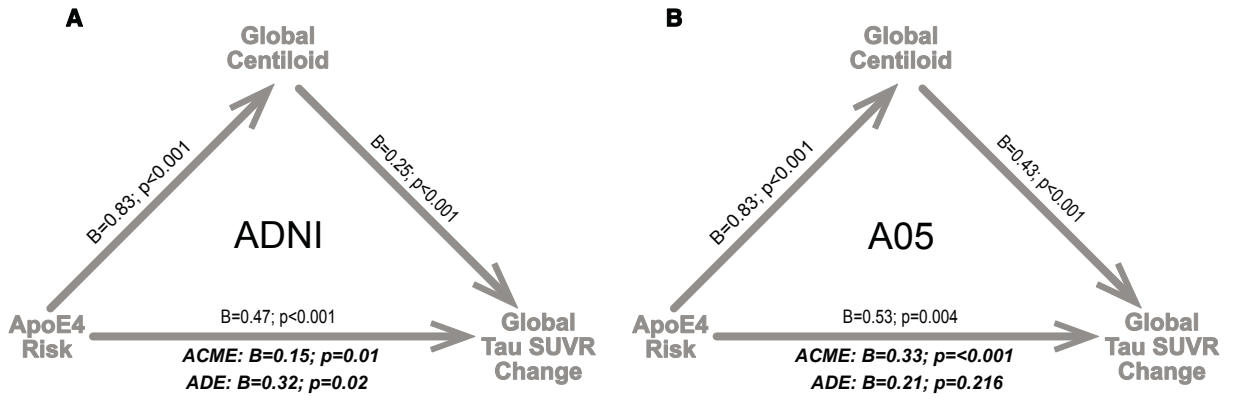 A
Global
Centiloid
B=0.83; p<0.001
B=0.25; p<0.001
ADNI
ApoE4
Risk
B=0.47; p<0.001
Global
Tau SUVR
Change
ACME: B=0.15; p=0.01
ADE: B=0.32; p=0.02
B
Global
Centiloid
B=0.83; p<0.001
B=0.43; p<0.001
A05
ApoE4
Risk
B=0.53; p=0.004
Global
Tau SUVR
Change
ACME: B=0.33; p=<0.001
ADE: B=0.21; p=0.216